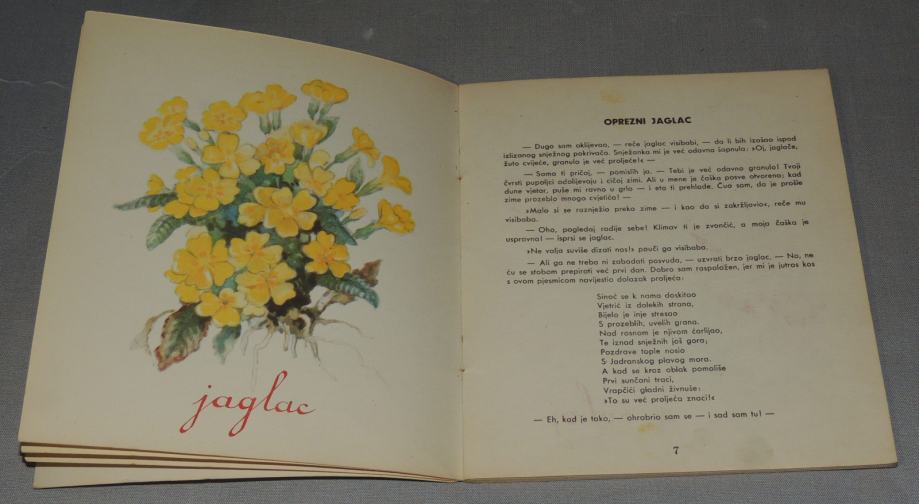 jaglac
OPREZNI JAGLAC
— Dugo sam oklijevao, — reče jaglac visibabi, — da li bih izašao ispod
izlizanog snježnog pokrivača. Snježanka mi je već odavna šapnula: »Oj, jaglače,
žuto cvijeće, granulo je već proljeće!« —
— Samo ti pričaj, — pomislih ja. — Tebi je već odavno granulo! Tvoji
čvrsti pupoljci odolijevaju i cičoj zimi. Ali u mene je čaška posve otvorena; kad
dune vjetar, puše mi ravno u grlo — i eto ti prehlade. Čuo sam, da je prošle
zime prozeblo mnogo cvjetića! —
»Malo si se raznježio preko zime — i kao da si zakržljavio«, reče mu
visibaba.
— Oho, pogledaj radije sebe! Klimav ti je zvončić, a moja čaška je
uspravna! — isprsi se jaglac.
»Ne valja suviše dizati nos!« pouči ga visibaba.
— Ali ga ne treba ni zabadati posvuda, — uzvrati brzo jaglac. — No, ne
ću se stobom prepirati već prvi dan. Dobro sam raspoložen, jer mi je jutros kos
s ovom pjesmicom navijestio dolazak proljeća:
Sinoć se k nama doskitao
Vjetrić iz dolekih strana,
Bijelo je inje stresao
S prozeblih, uvelih grana.
Nad rosnom je njivom ćarlijao,
Te iznad snježnih još gora,
Pozdrave tople nosio
S Jadranskog plavog mora.
A kad se kroz oblak pomoliše
Prvi sunčani traci,
Vrapčići gladni živnuše:
»To su već proljeća znaci!«
— Eh, kad je tako, — ohrabrio sam se — i sad sam tu! —
7